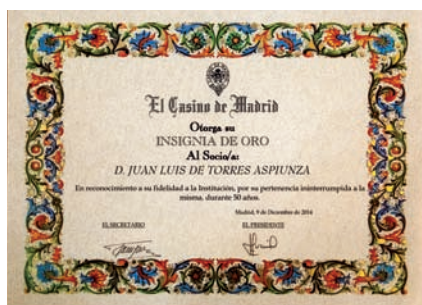 El Casino de Madrid
Otorga su
INSIGNIA DE ORO
Al Socio/a:
D. JUAN LUIS DE TORRES ASPIUNZA
En reconocimiento a su fidelidad a la Institución, por su pertenencia ininterrumpida a la
misma, durante 50 años.
Madrid, 9 de Diciembre de 2014
EL SECRETARIO EL PRESIDENTE